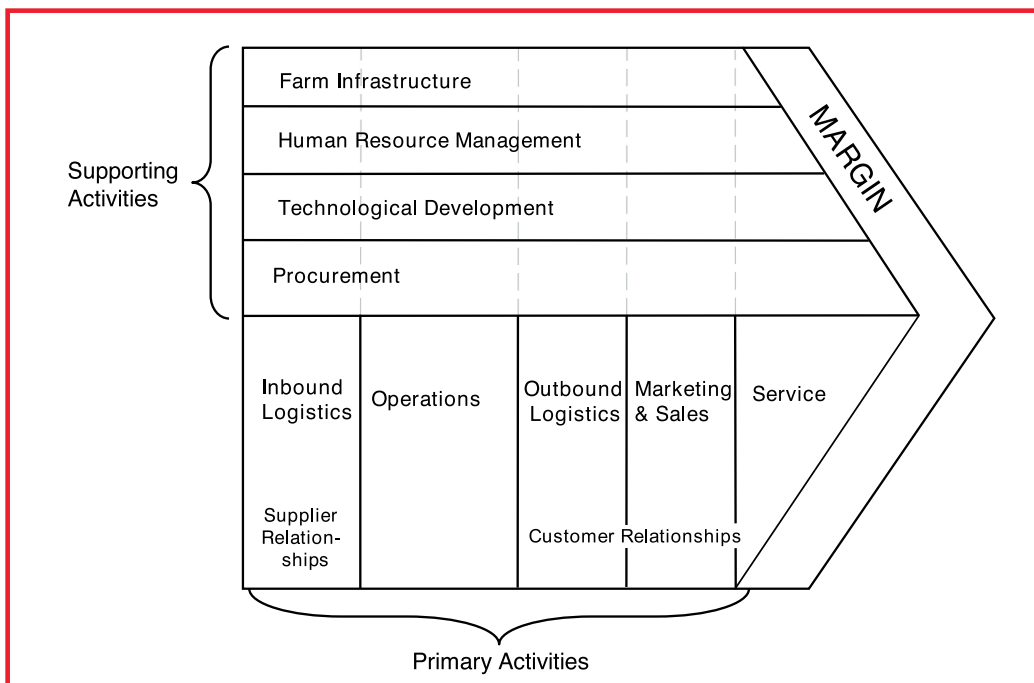 Farm Infrastructure
Human Resource Management
Technological Development
Procurement
Supporting
Activities
MARGIN
Inbound
Logistics
Operations
Outbound
Logistics
Marketing
& Sales
Service
Supplier
Relation-
ships
Customer Relationships
Primary Activities